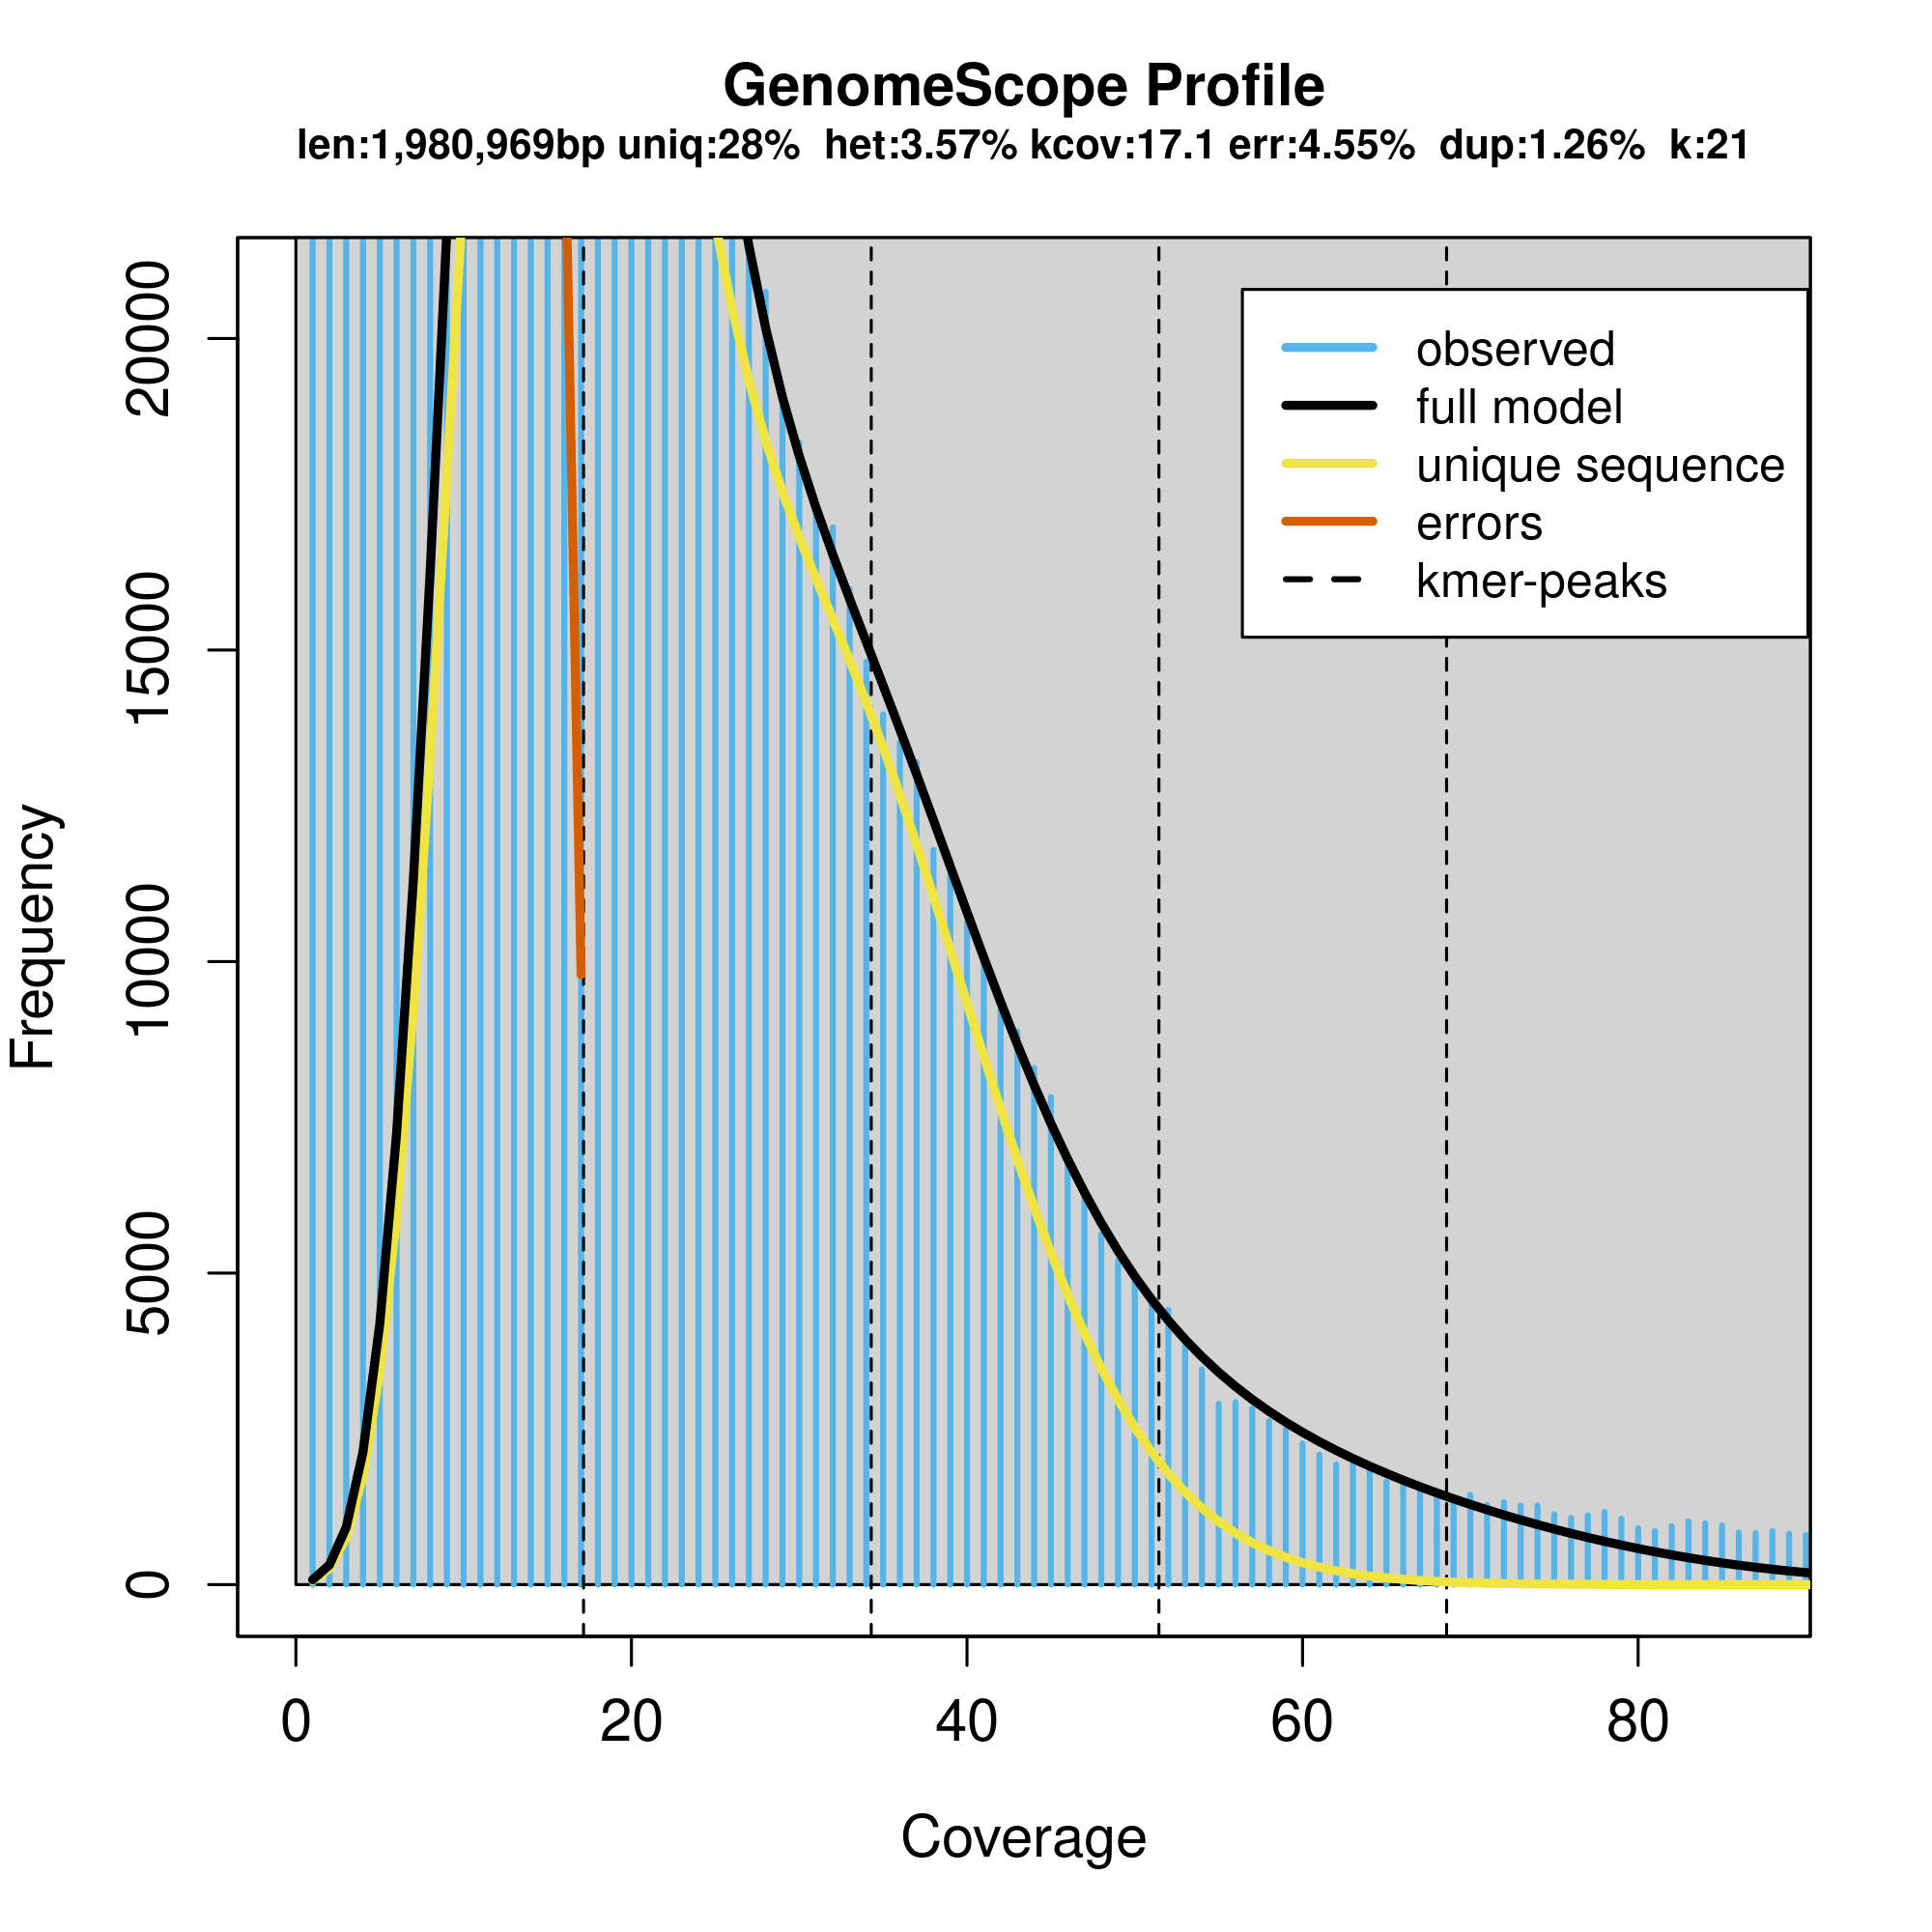 GenomeScope Profile
len:1,980,969bp uniq:28% het:3.57% kcov:17.1 err:4.55% dup:1.26% k:21
observed
full model
unique sequence
errors
kmer-peaks
Frequency
20000
15000
10000
5000
0
0 20 40 60 80
Coverage